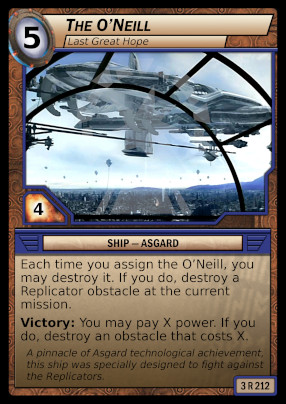 The O'Neill
5
Last Great Hope
4
Ship — Asgard
Each time you assign the O'Neill, you
may destroy it. If you do, destroy a
Replicator obstacle at the current
mission.
Victory: You may pay X power. If you
do, destroy an obstacle that costs X.
A pinnacle of Asgard technological achievement,
this ship was specially designed to fight against
the Replicators.
3 R 212